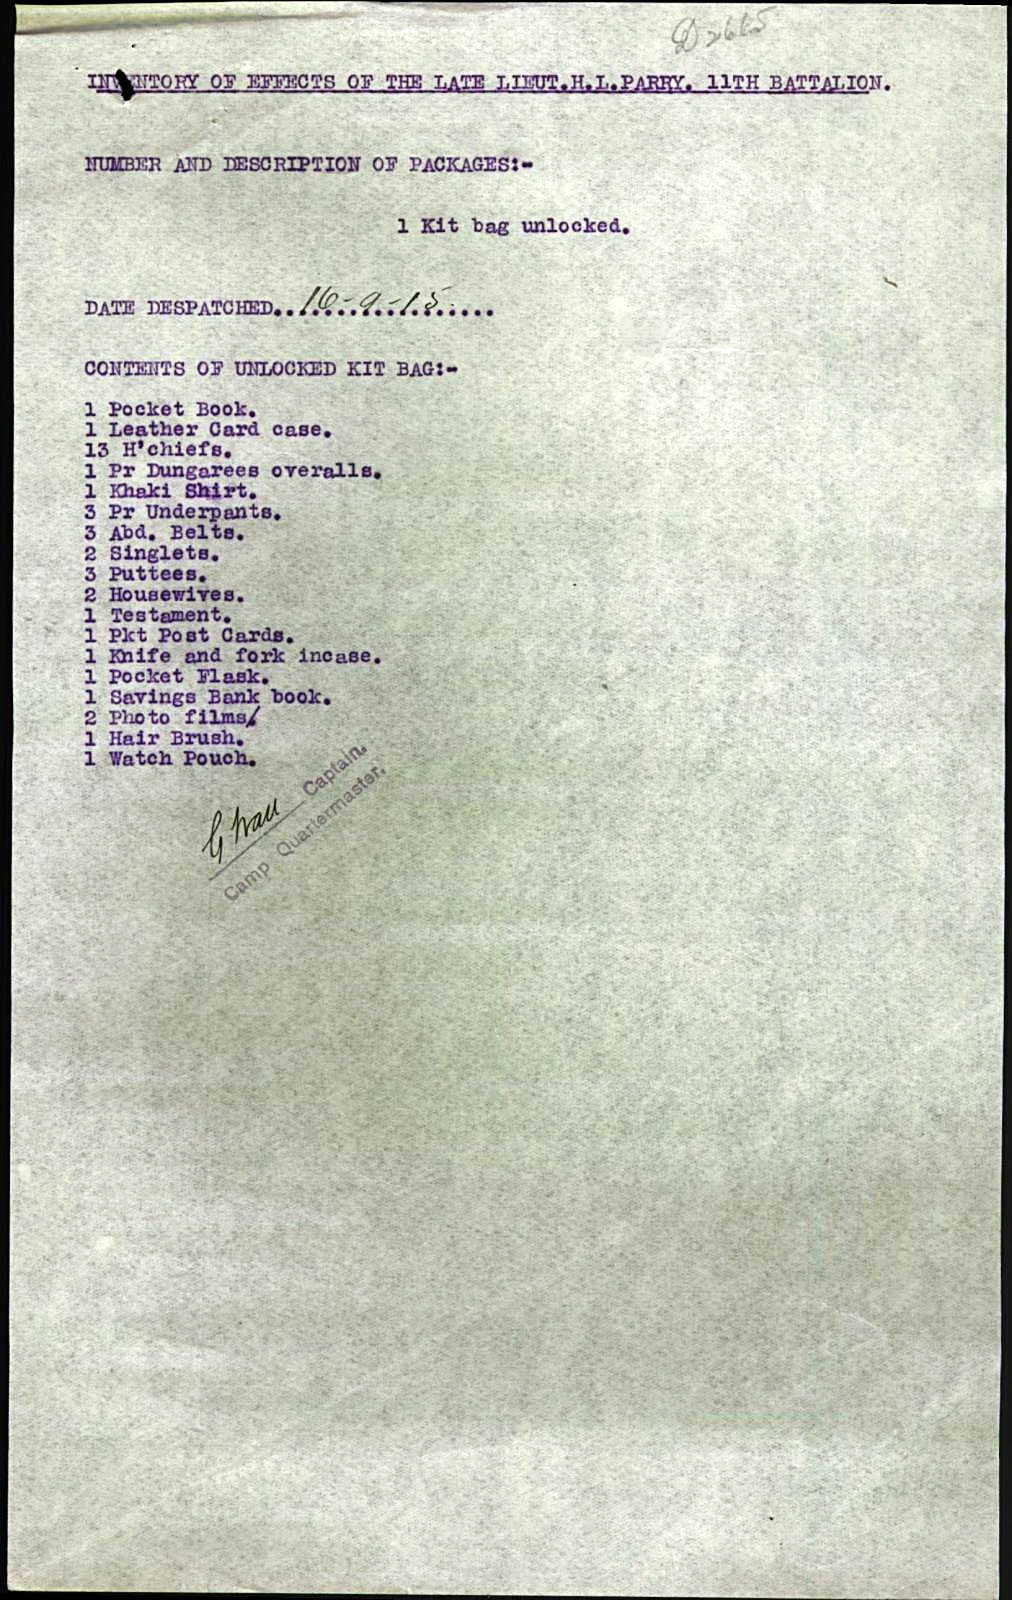 D2665
INVENTORY OF EFFECTS OF THE LATE LIEUT.H.L.PARRY. 11TH BATTALION.
NUMBER AND DESCRIPTION OF PACKAGES:-
1 Kit bag unlocked.
DATE DESPATCHED..16-9-15......
CONTENTS OF UNLOCKED KIT BAG:-
1 Pocket Book.
1 Leather Card case.
13 H'chiefs.
1 Pr Dungarees overalls.
1 Khaki Shirt.
3 Pr Underpants.
3 Abd. Belts.
2 Singlets.
3 Puttees.
2 Housewives.
1 Testament.
1 Pkt Post Cards.
1 Knife and fork incase.
1 Pocket Flask.
1 Savings Bank book.
2 Photo films/
1 Hair Brush.
1 Watch Pouch.
Captain.
Camp Quartermaster.